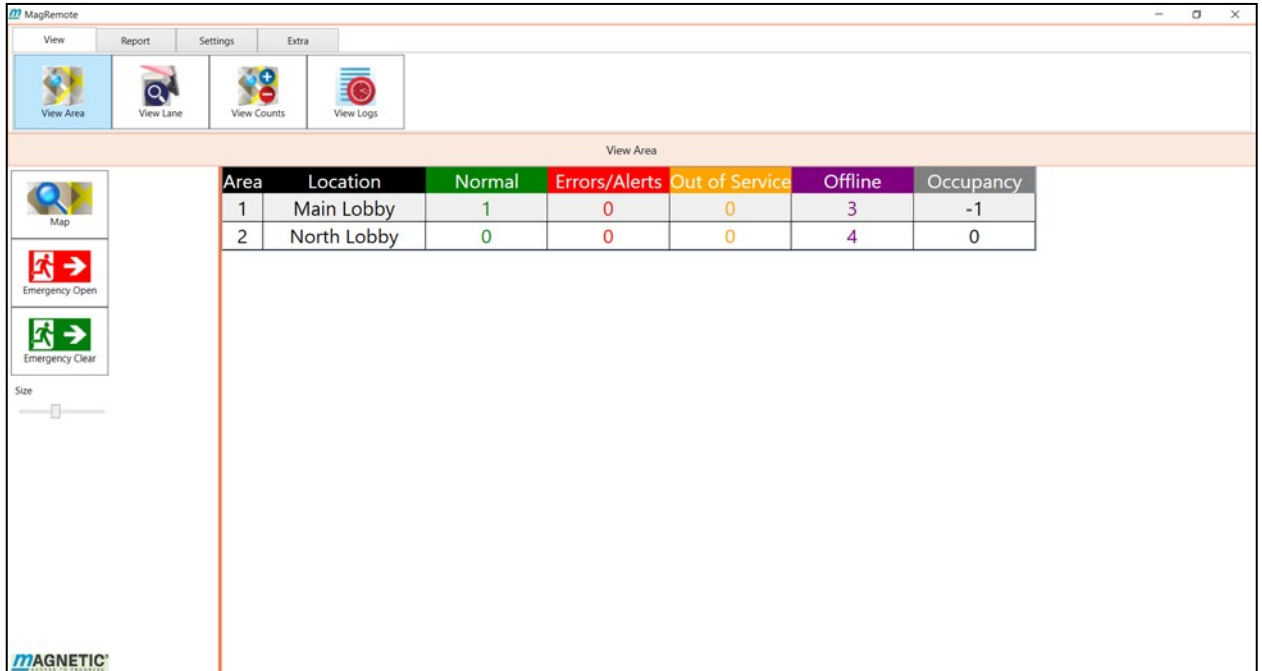 MagRemote
View Report Settings Extra
View Area View Lane View Counts View Logs
View Area
Map
Emergency Open
Emergency Clear
Size
Area Location Normal Errors/Alerts Out of Service Offline Occupancy
1 Main Lobby 1 0 0 3 -1
2 North Lobby 0 0 0 4 0
MAGNETIC